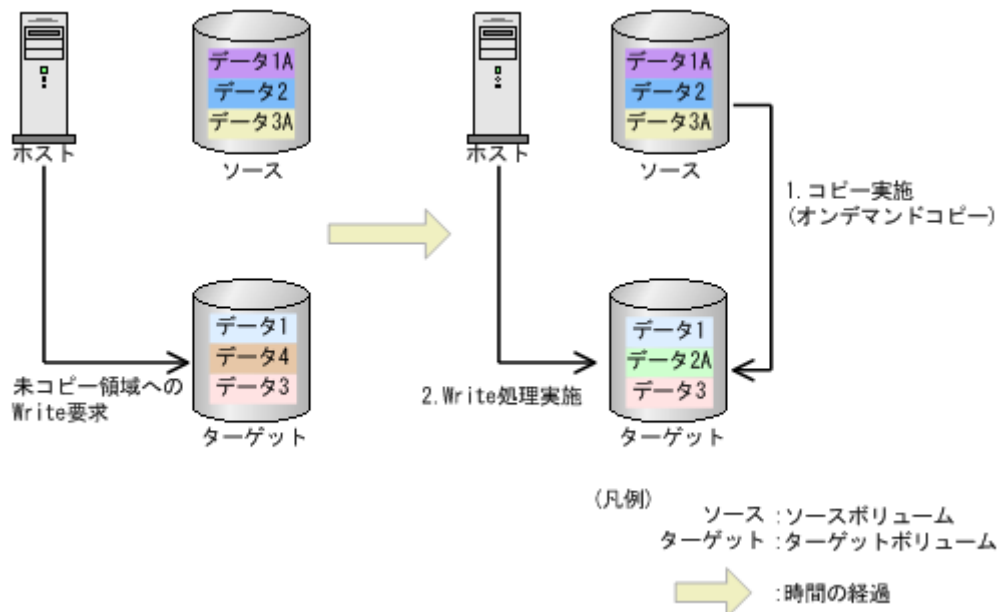 データ1A
データ2
データ3A
ホスト
ソース
データ1
データ4
データ3
未コピー領域への
Write要求
ターゲット
データ1A
データ2
データ3A
ホスト
ソース
1.コピー実施
(オンデマンドコピー)
データ1
データ2A
データ3
2.Write処理実施
ターゲット
(凡例)
ソース :ソースボリューム
ターゲット :ターゲットボリューム
:時間の経過